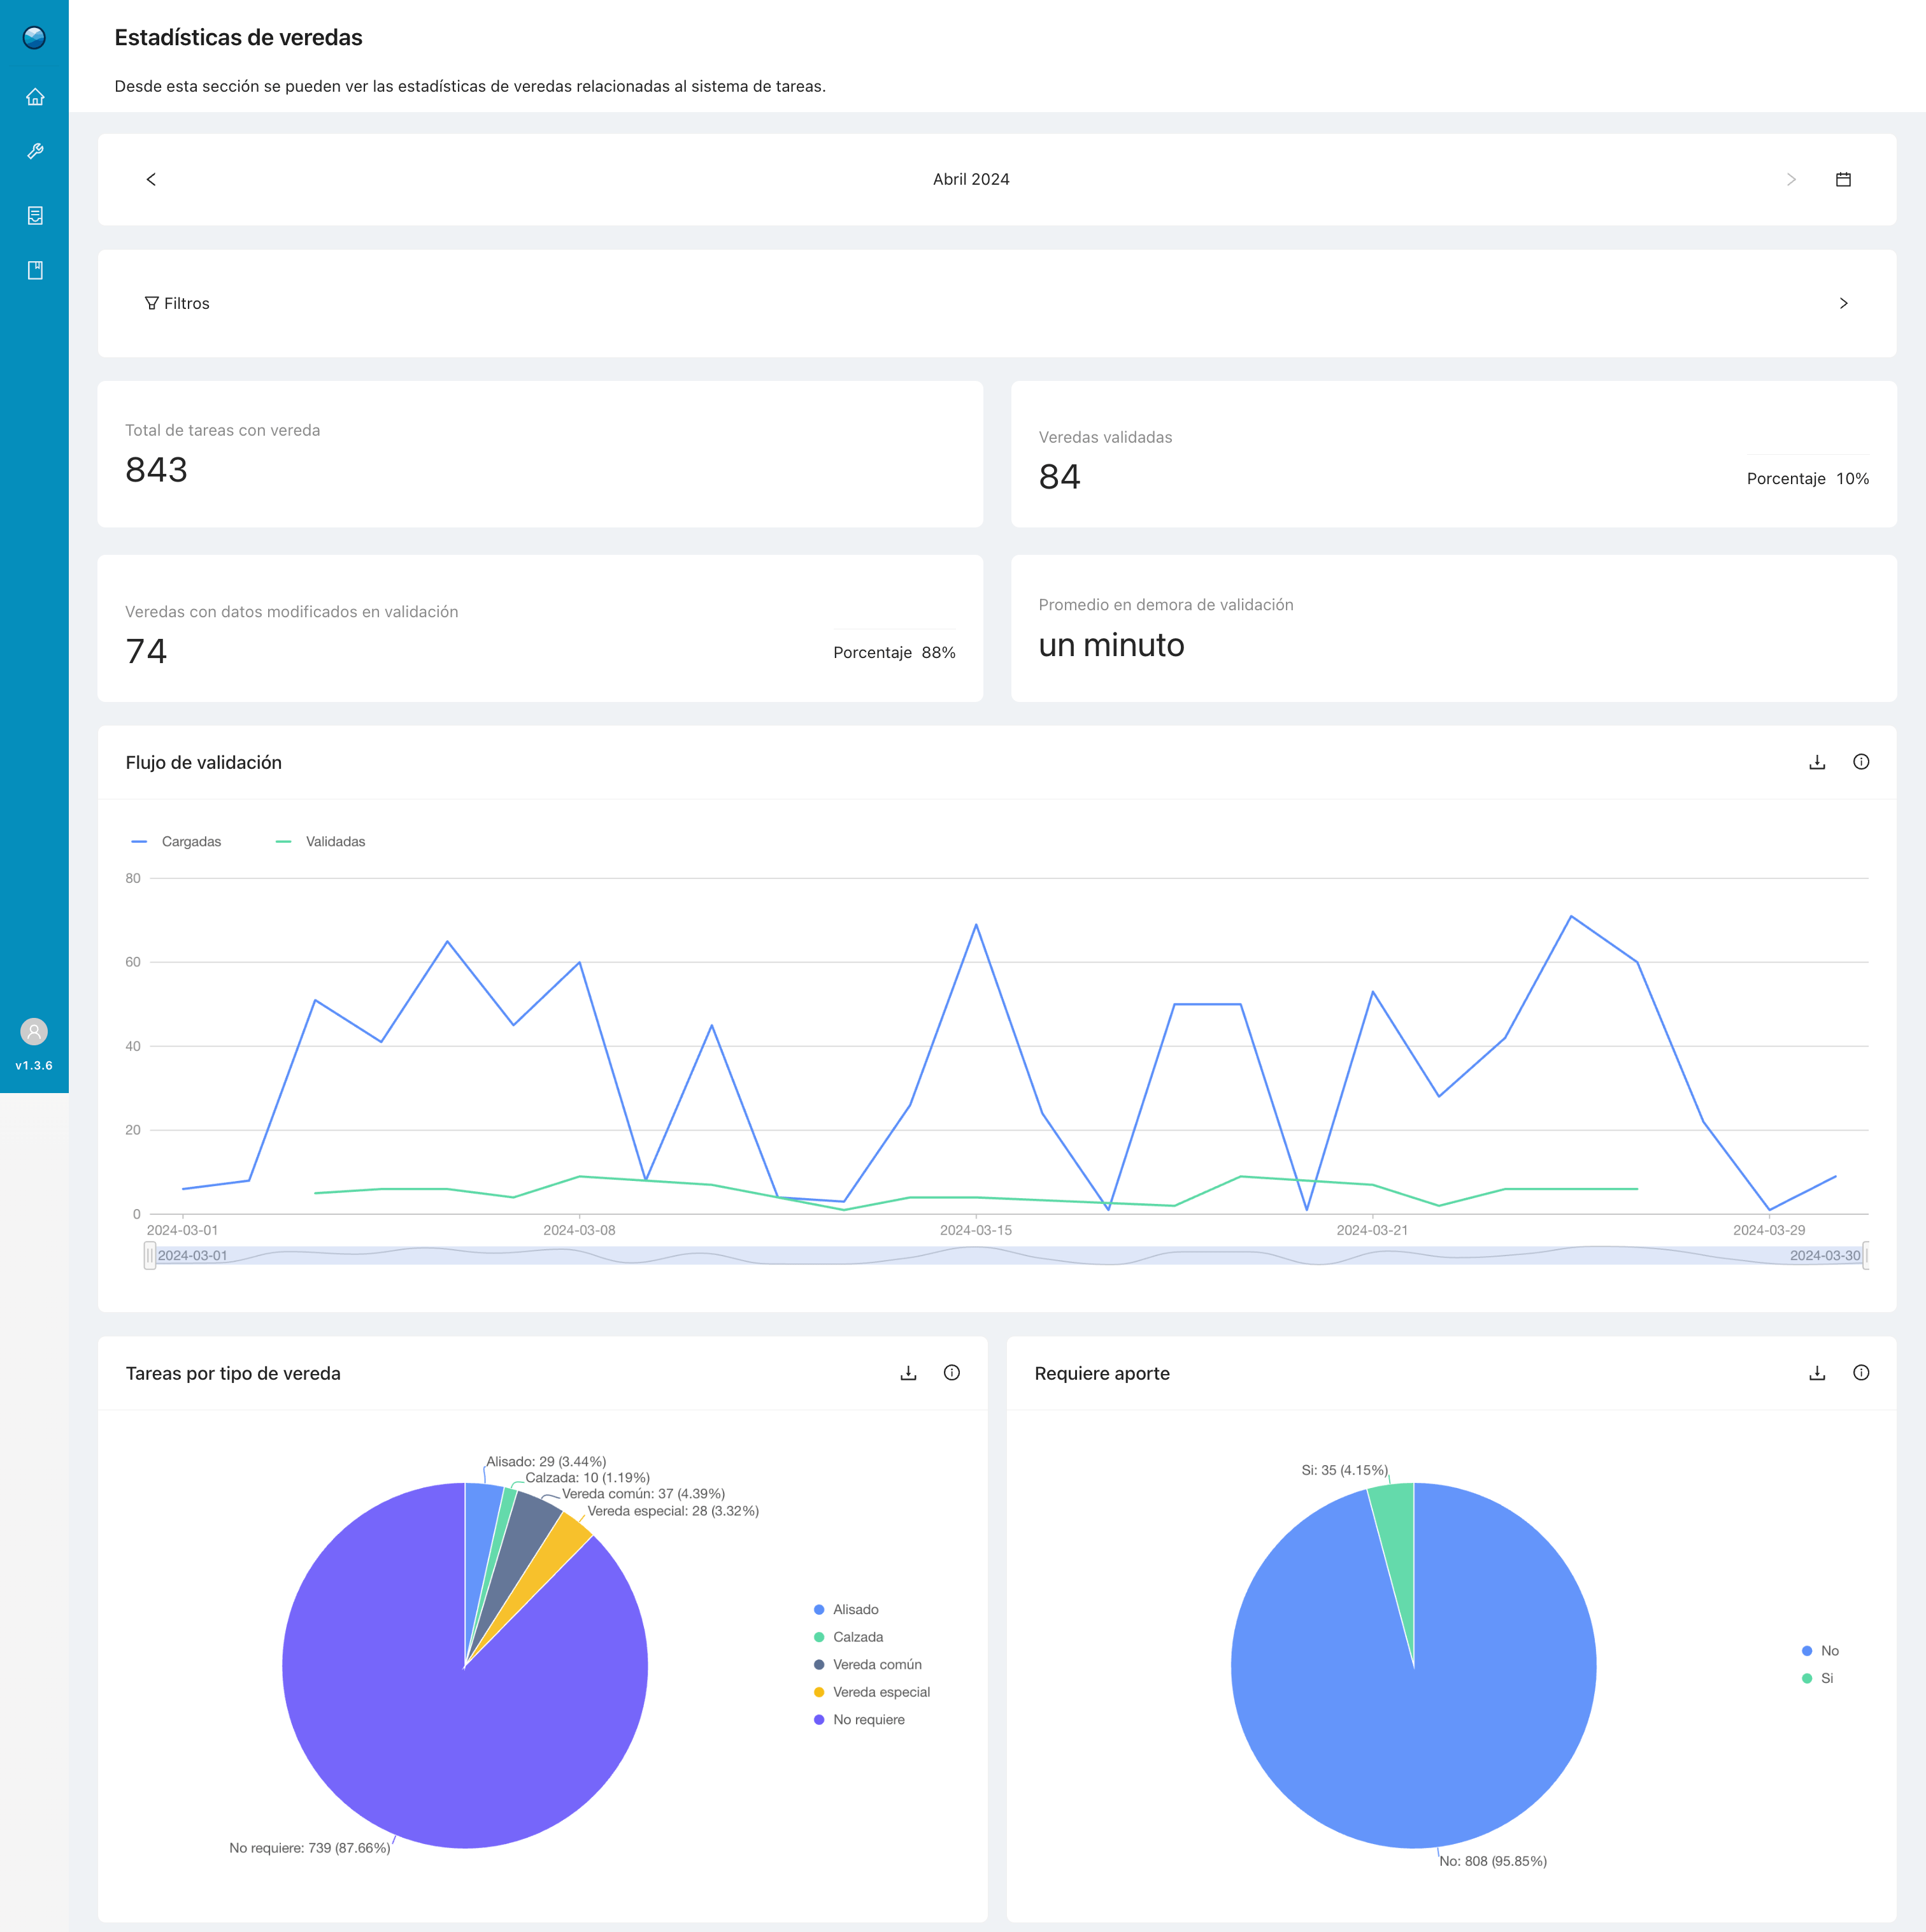 Estadísticas de veredas
Desde esta sección se pueden ver las estadísticas de veredas relacionadas al sistema de tareas.
Abril 2024
Filtros
Total de tareas con vereda
843
Veredas validadas
84
Porcentaje 10%
Veredas con datos modificados en validación
74
Porcentaje 88%
Promedio en demora de validación
un minuto
Flujo de validación
Cargadas
Validadas
80
60
40
20
0
2024-03-01
2024-03-08
2024-03-15
2024-03-21
2024-03-29
2024-03-01
2024-03-30
v1.3.6
Tareas por tipo de vereda
Alisado: 29 (3.44%)
Calzada: 10 (1.19%)
Vereda común: 37 (4.39%)
Vereda especial: 28 (3.32%)
No requiere: 739 (87.66%)
Alisado
Calzada
Vereda común
Vereda especial
No requiere
Requiere aporte
Si: 35 (4.15%)
No: 808 (95.85%)
No
Si